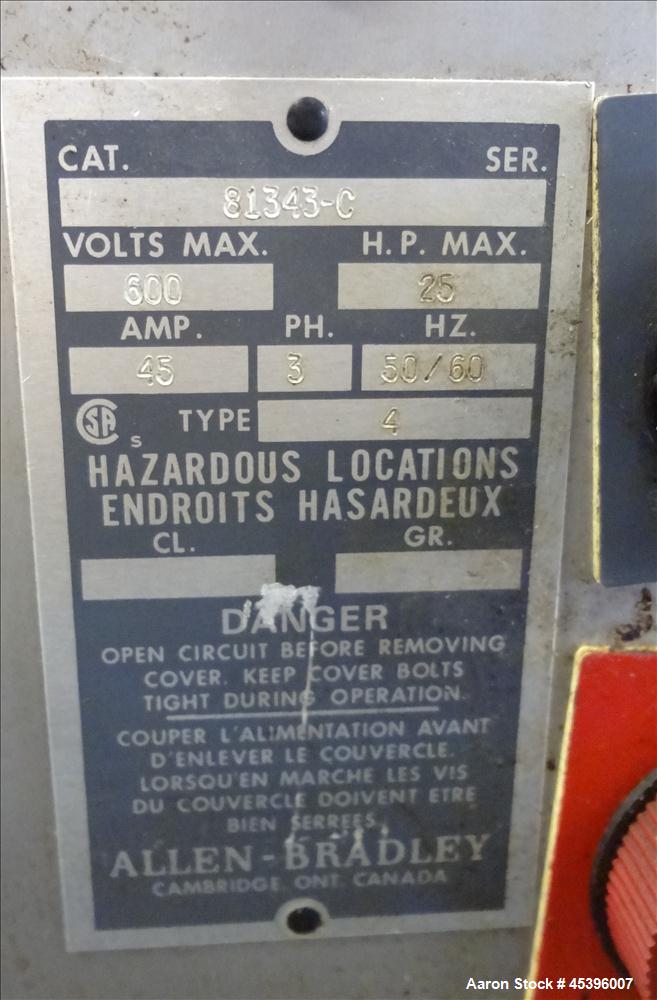 CAT. SER.
81343-C
VOLTS MAX. H.P. MAX.
600 25
AMP. PH. HZ.
45 3 50/60
CSA S TYPE 4
HAZARDOUS LOCATIONS
ENDROITS HASARDEUX
CL. GR.
DANGER
OPEN CIRCUIT BEFORE REMOVING
COVER. KEEP COVER BOLTS
TIGHT DURING OPERATION.
COUPER L'ALIMENTATION AVANT
D'ENLEVER LE COUVERCLE.
LORSQU'EN MARCHE LES VIS
DU COUVERCLE DOIVENT ETRE
BIEN SERREES.
ALLEN-BRADLEY
CAMBRIDGE, ONT. CANADA
Aaron Stock # 45396007